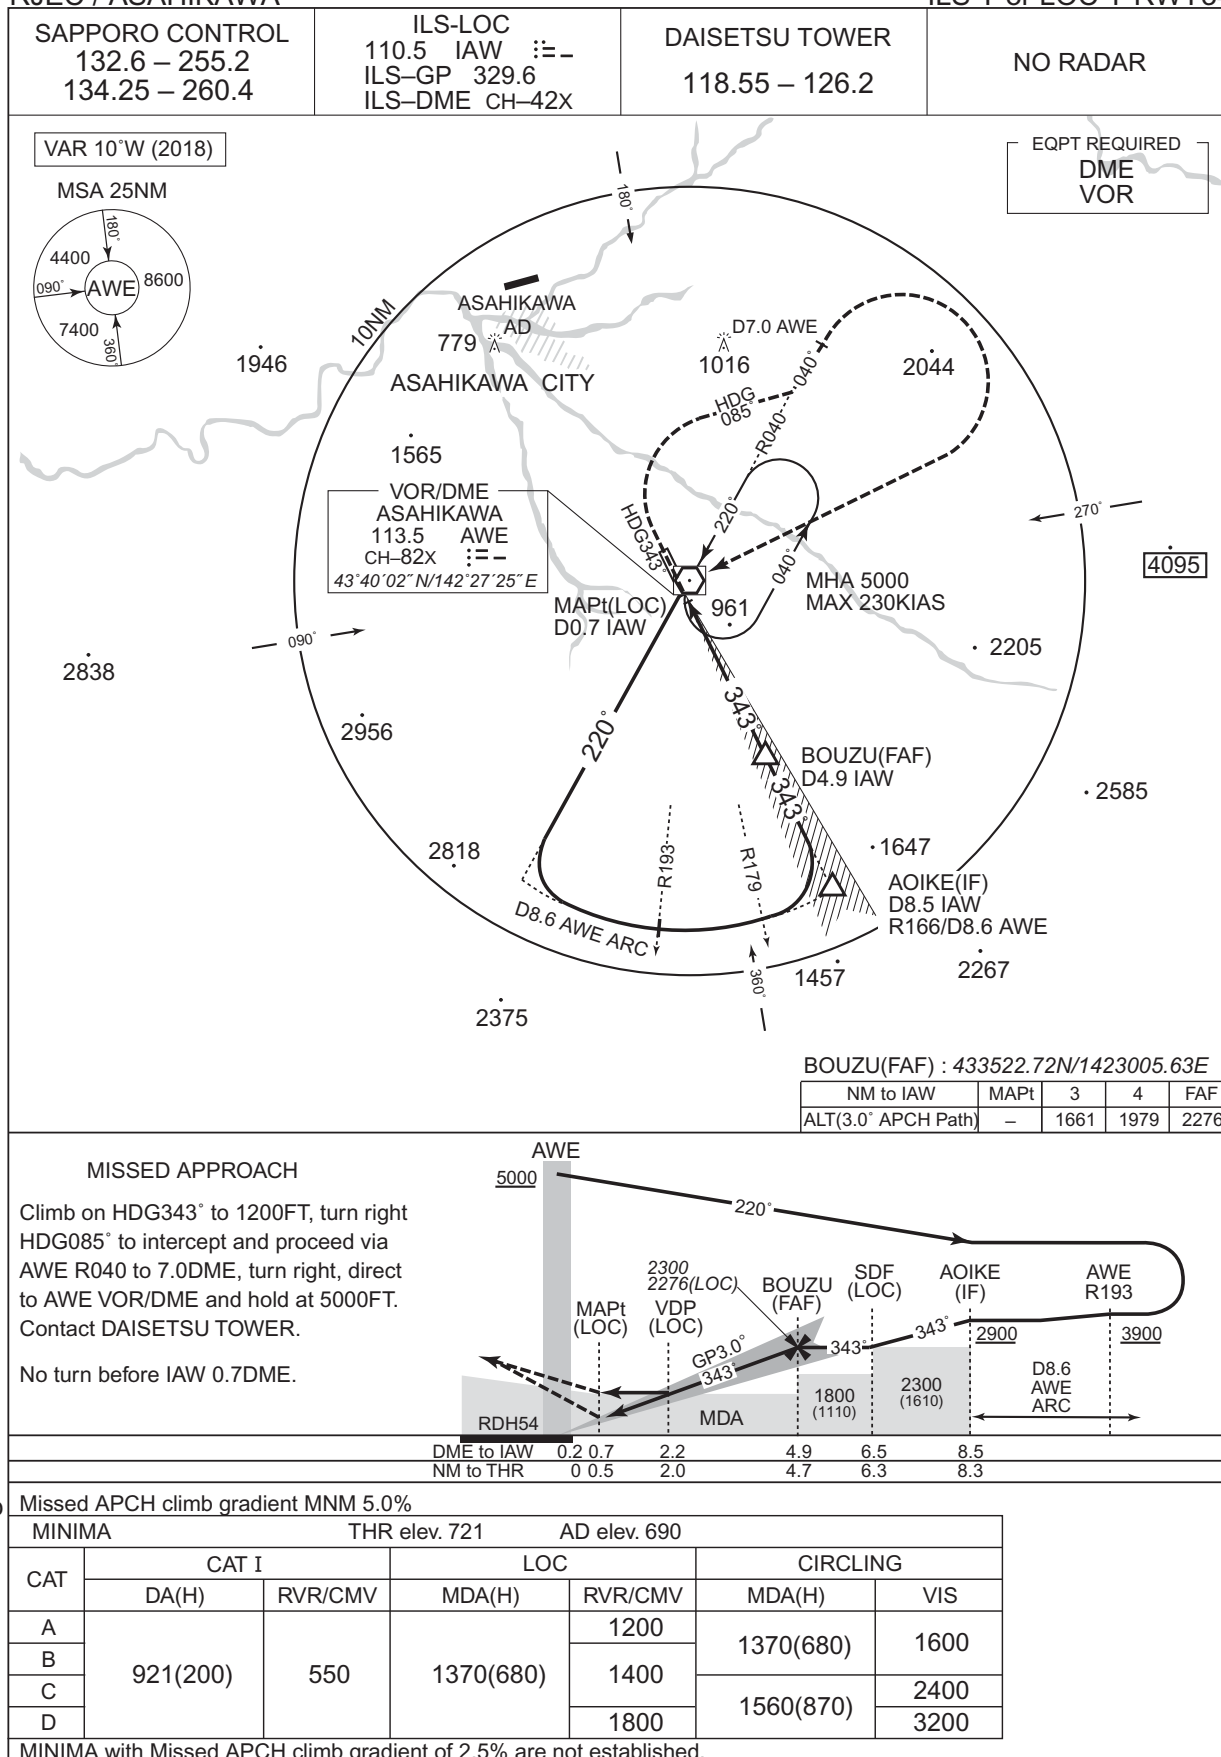 RJEC / ASAHIKAWA
SAPPORO CONTROL
132.6 – 255.2
134.25 – 260.4
ILS-LOC
110.5 IAW
ILS–GP 329.6
ILS–DME CH–42X
DAISETSU TOWER
118.55 – 126.2
NO RADAR
VAR 10˚W (2018)
MSA 25NM
180˚
4400
8600
090˚
AWE
7400
360˚
EQPT REQUIRED
DME
VOR
180˚
10NM
ASAHIKAWA
AD
779
ASAHIKAWA CITY
1946
1565
D7.0 AWE
1016
040˚
2044
HDG
085˚
R040
VOR/DME
ASAHIKAWA
113.5 AWE
CH–82X
43˚40´02˝N/142˚27´25˝E
HDG343˚
220˚
040˚
270˚
4095
MHA 5000
MAX 230KIAS
MAPt(LOC)
D0.7 IAW
961
090˚
2205
2838
2956
220˚
343˚
BOUZU(FAF)
D4.9 IAW
343˚
2585
2818
R193
R179
1647
AOIKE(IF)
D8.5 IAW
R166/D8.6 AWE
D8.6 AWE ARC
360˚
1457
2267
2375
BOUZU(FAF) : 433522.72N/1423005.63E
NM to IAW MAPt 3 4 FAF
ALT(3.0˚ APCH Path) – 1661 1979 2276
MISSED APPROACH
Climb on HDG343˚ to 1200FT, turn right
HDG085˚ to intercept and proceed via
AWE R040 to 7.0DME, turn right, direct
to AWE VOR/DME and hold at 5000FT.
Contact DAISETSU TOWER.
No turn before IAW 0.7DME.
AWE
5000
220˚
2300
2276(LOC)
MAPt
(LOC)
VDP
(LOC)
BOUZU
(FAF)
SDF
(LOC)
AOIKE
(IF)
AWE
R193
GP3.0˚
343˚
343˚
343˚
2900
3900
1800
(1110)
2300
(1610)
D8.6
AWE
ARC
RDH54
MDA
DME to IAW 0.2 0.7 2.2 4.9 6.5 8.5
NM to THR 0 0.5 2.0 4.7 6.3 8.3
Missed APCH climb gradient MNM 5.0%
MINIMA THR elev. 721 AD elev. 690
CAT CAT I LOC CIRCLING
DA(H) RVR/CMV MDA(H) RVR/CMV MDA(H) VIS
A 921(200) 550 1370(680) 1200 1370(680) 1600
B 1400
C 1560(870) 2400
D 1800 3200
MINIMA with Missed APCH climb gradient of 2.5% are not established.